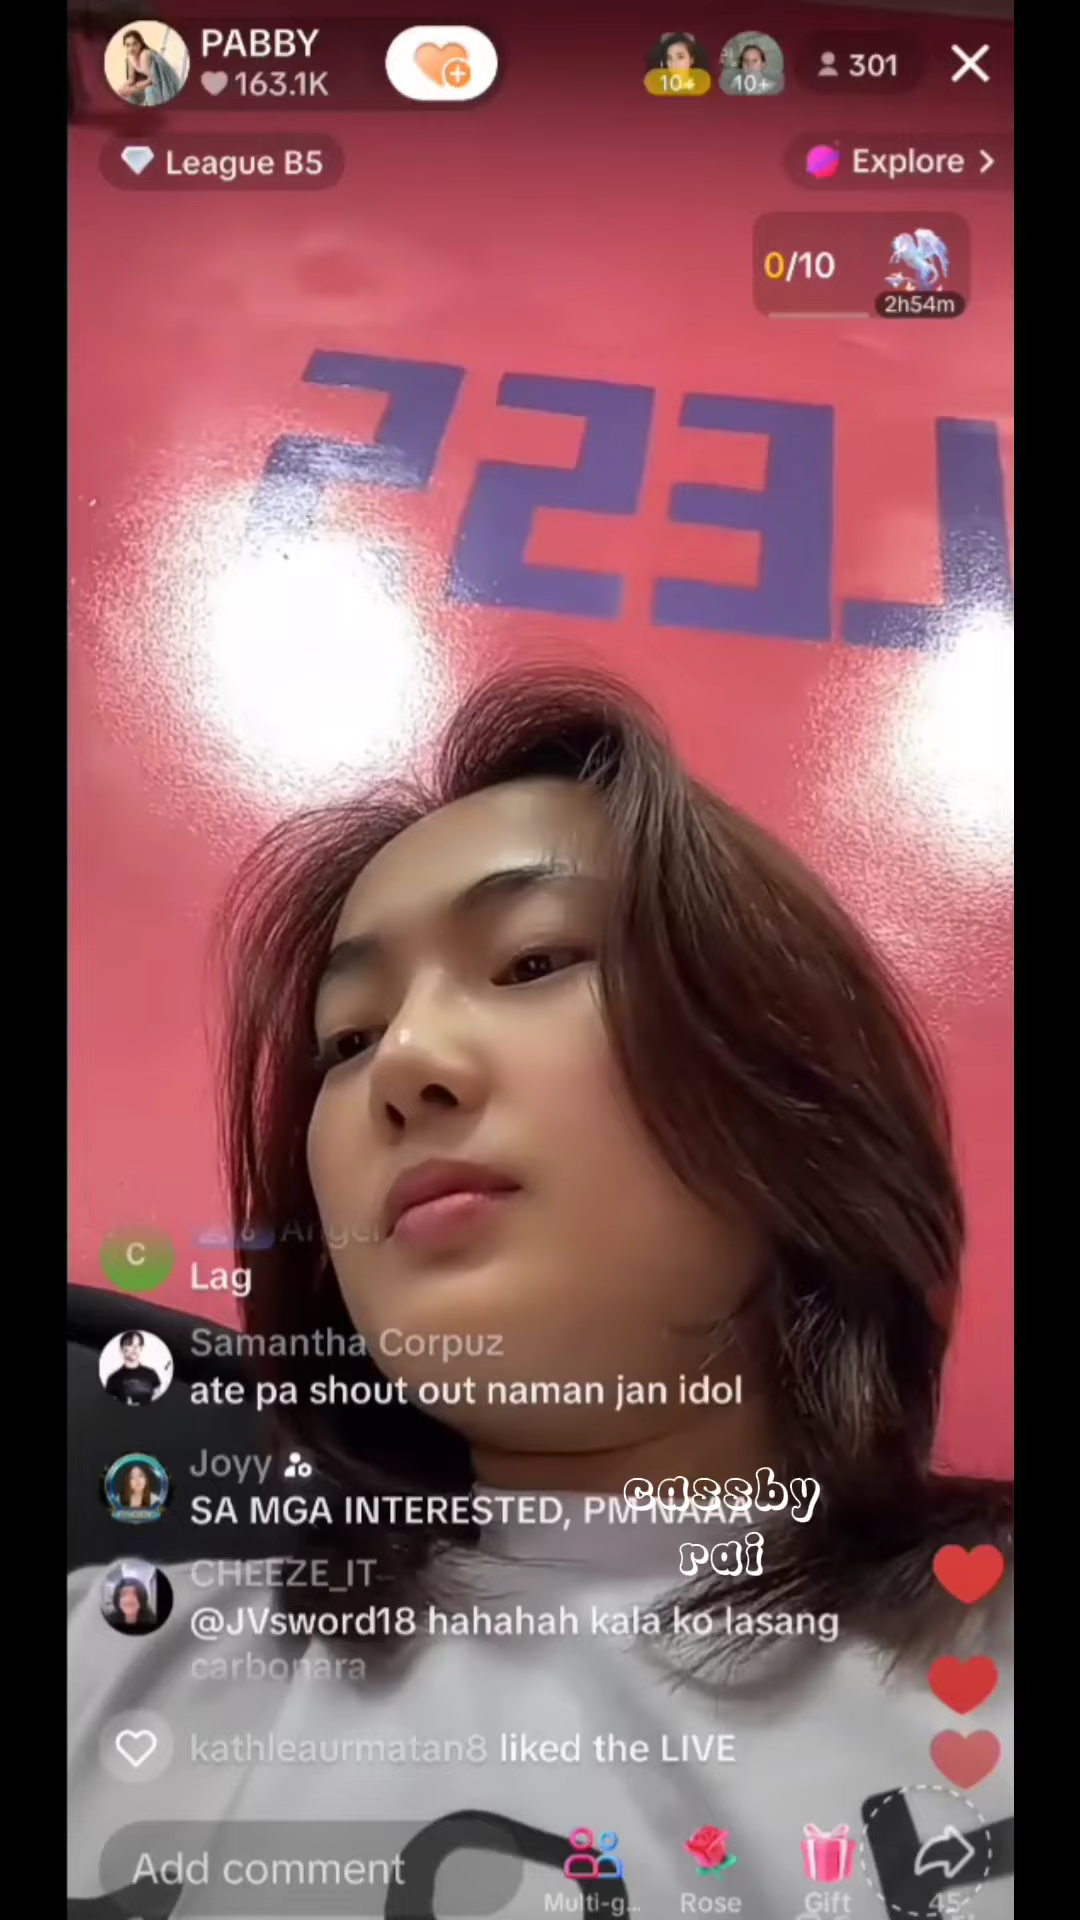 PABBY
163.1K
10+
10+
301
League B5
Explore >
0/10
2h54m
C
Lag
Samantha Corpuz
ate pa shout out naman jan idol
Joyy
SA MGA INTERESTED, PM NAAA
cassby
rai
CHEEZE_IT
@JVsword18 hahahah kala ko lasang
carbonara
kathleaurmatan8 liked the LIVE
Add comment
Multi-g...
Rose
Gift
45